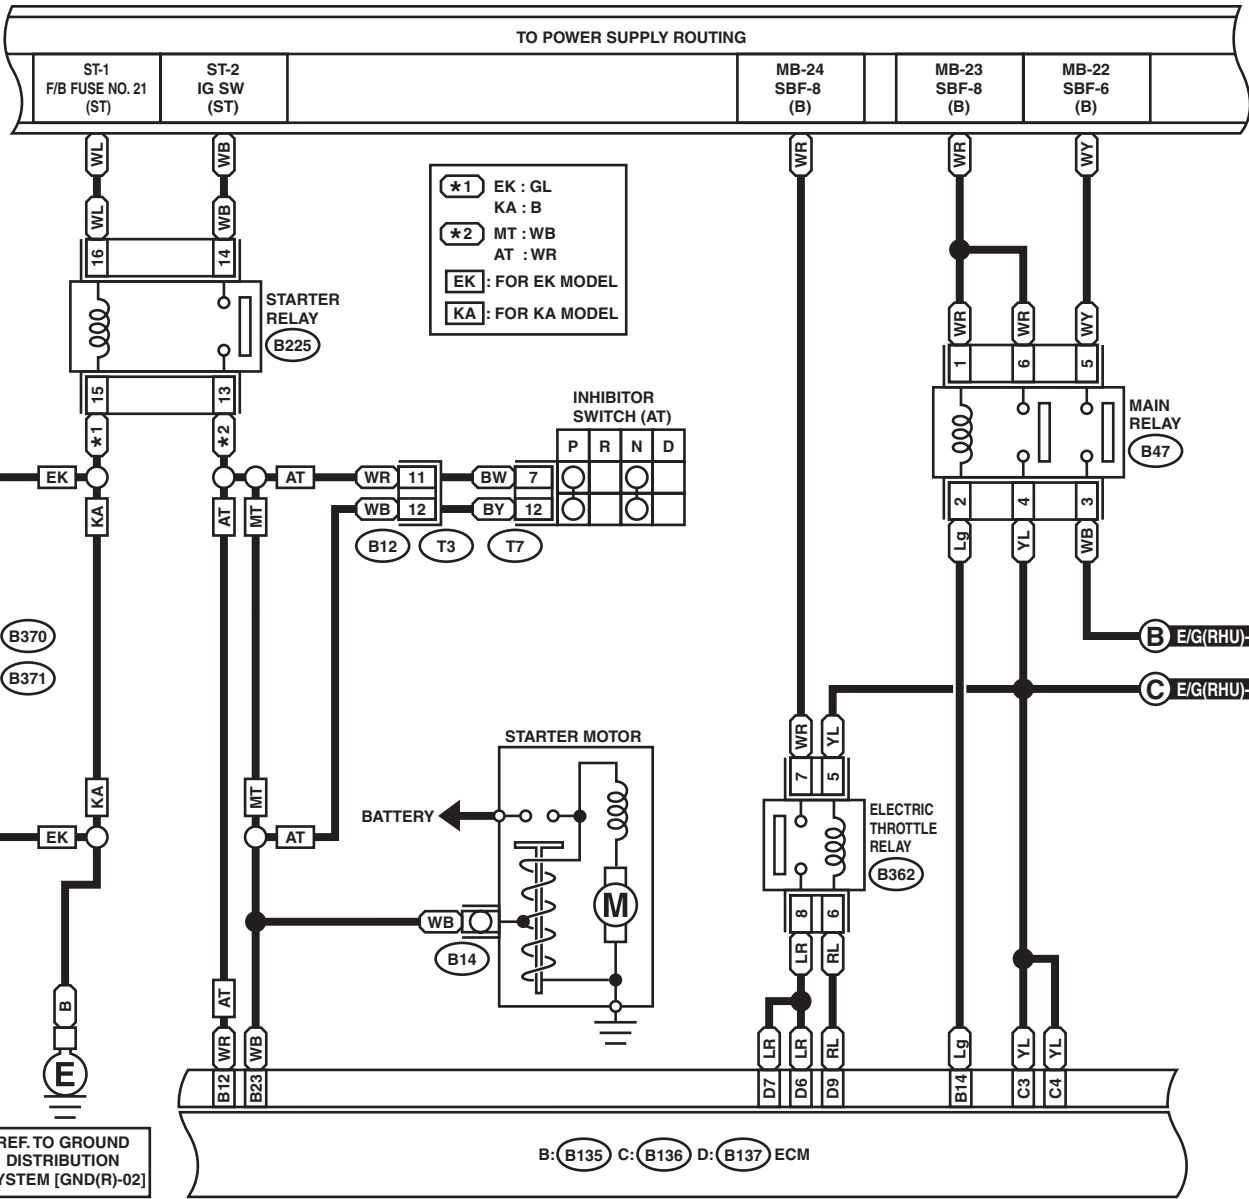 TO POWER SUPPLY ROUTING
ST-1
F/B FUSE NO. 21
(ST)
ST-2
IG SW
(ST)
MB-24
SBF-8
(B)
MB-23
SBF-8
(B)
MB-22
SBF-6
(B)
WL
WB
WR
WR
WY
*1 EK : GL
KA : B
*2 MT : WB
AT : WR
EK : FOR EK MODEL
KA : FOR KA MODEL
WL
WB
16
14
STARTER
RELAY
B225
15
13
*1
*2
WR
WR
WY
1
6
5
MAIN
RELAY
B47
2
4
3
Lg
YL
WB
INHIBITOR
SWITCH (AT)
P R N D
EK
AT
WR
11
BW
7
KA
AT
MT
WB
12
BY
12
B12
T3
T7
B370
B371
B E/G(RHU)-
C E/G(RHU)-
STARTER MOTOR
BATTERY
M
WB
B14
WR
YL
7
5
ELECTRIC
THROTTLE
RELAY
B362
8
6
LR
RL
KA
MT
EK
AT
B
E
AT
WR
WB
LR
LR
RL
Lg
YL
YL
B12
B23
D7
D6
D9
B14
C3
C4
REF. TO GROUND
DISTRIBUTION
YSTEM [GND(R)-02]
B: B135 C: B136 D: B137 ECM